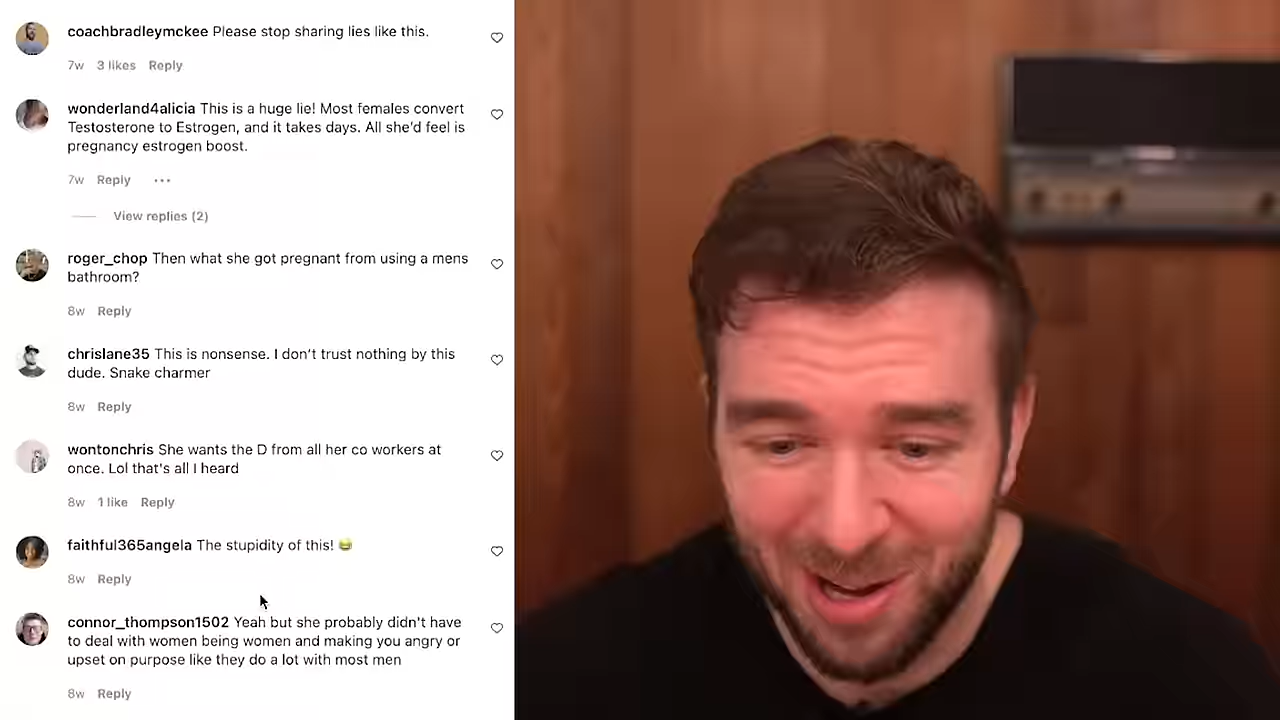 coachbradleymckee Please stop sharing lies like this.
7w 3 likes Reply
wonderland4alicia This is a huge lie! Most females convert
Testosterone to Estrogen, and it takes days. All she'd feel is
pregnancy estrogen boost.
7w Reply ...
View replies (2)
roger_chop Then what she got pregnant from using a mens
bathroom?
8w Reply
chrislane35 This is nonsense. I don't trust nothing by this
dude. Snake charmer
8w Reply
wontonchris She wants the D from all her co workers at
once. Lol that's all I heard
8w 1 like Reply
faithful365angela The stupidity of this! 😂
8w Reply
connor_thompson1502 Yeah but she probably didn't have
to deal with women being women and making you angry or
upset on purpose like they do a lot with most men
8w Reply